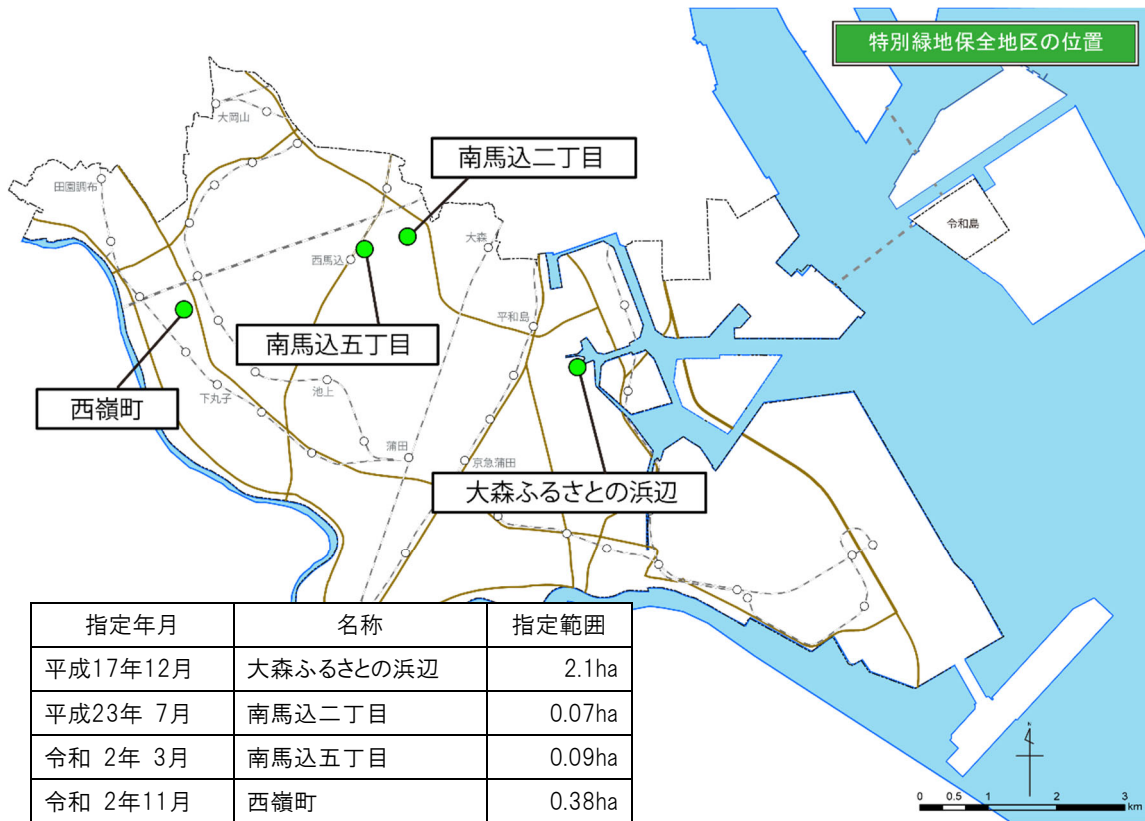 特別緑地保全地区の位置
大岡山
南馬込二丁目
田園調布
大森
令和島
西馬込
平和島
南馬込五丁目
西嶺町
下丸子
池上
蒲田
京急蒲田
大森ふるさとの浜辺
指定年月 名称 指定範囲
平成17年12月 大森ふるさとの浜辺 2.1ha
平成23年 7月 南馬込二丁目 0.07ha
令和 2年 3月 南馬込五丁目 0.09ha
令和 2年11月 西嶺町 0.38ha
N
0 0.5 1 2 3
km